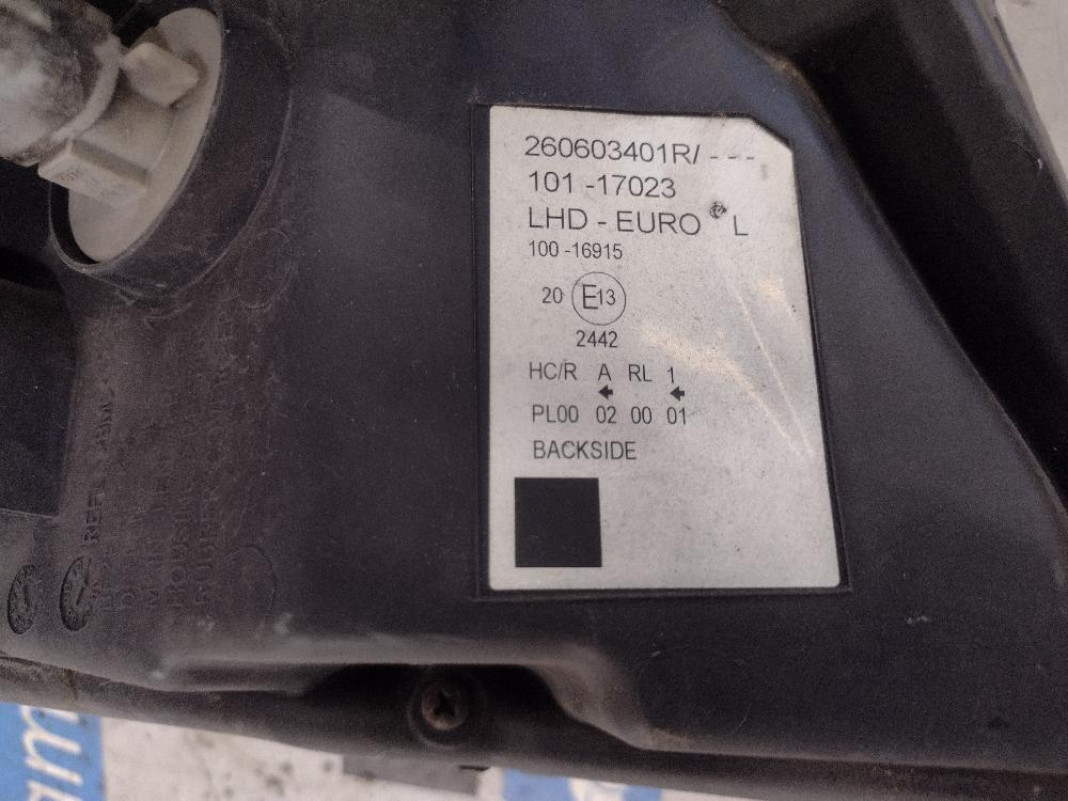 260603401R/ - - -
101 -17023
LHD - EURO L
100 -16915
20 E13
2442
HC/R A RL 1
PL00 02 00 01
BACKSIDE